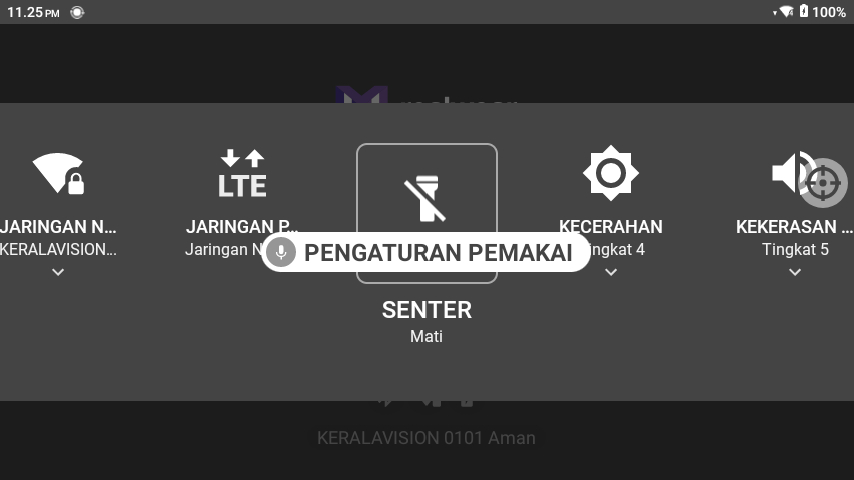 11.25 PM
100%
JARINGAN N...
KERALAVISION...
JARINGAN P...
Jaringan N
LTE
PENGATURAN PEMAKAI
SENTER
Mati
KECERAHAN
ingkat 4
KEKERASAN ...
Tingkat 5
KERALAVISION 0101 Aman